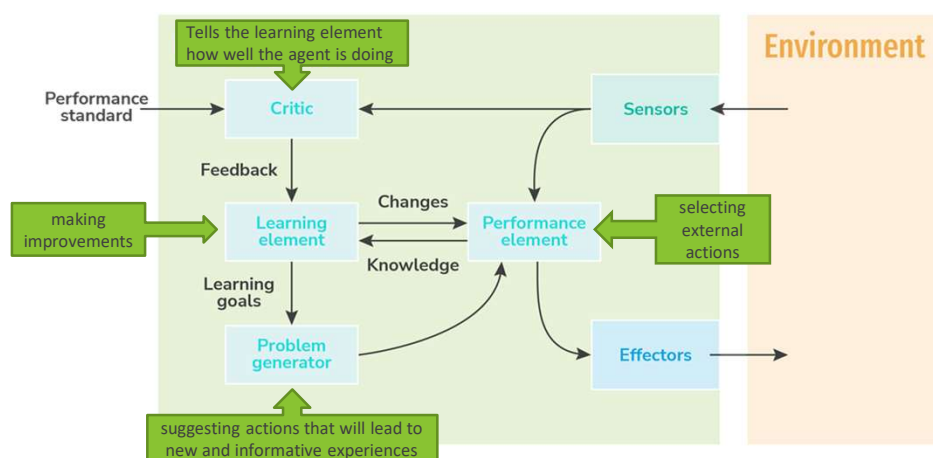 Tells the learning element
how well the agent is doing
Environment
Performance
standard
Critic
Sensors
Feedback
making
improvements
Learning
element
Changes
Knowledge
Performance
element
selecting
external
actions
Learning
goals
Problem
generator
Effectors
suggesting actions that will lead to
new and informative experiences